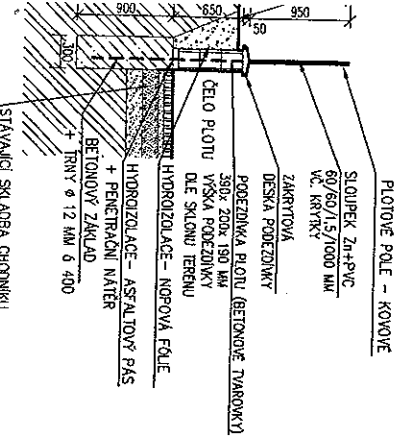 900
650
50
950
300
PLOTOVÉ POLE - KOVOVÉ
SLOUPEK Zn+PVC
60/60/1,5/1000 MM
VČ. KRYTKY
ZÁKRYTOVÁ
DESKA PODEZDÍVKY
PODEZDÍVKA PLOTU (BETONOVÉ TVAROVKY)
390x 200x 190 MM
VÝŠKA PODEZDÍVKY
DLE SKLONU TERÉNU
ČELO PLOTU
HYDROIZOLACE- NOPOVÁ FÓLIE
HYDROIZOLACE- ASFALTOVÝ PÁS
+ PENETRAČNÍ NÁTĚR
BETONOVÝ ZÁKLAD
+ TRNY φ 12 MM á 400
STÁVAJÍCÍ SKLADBA CHODNÍKU